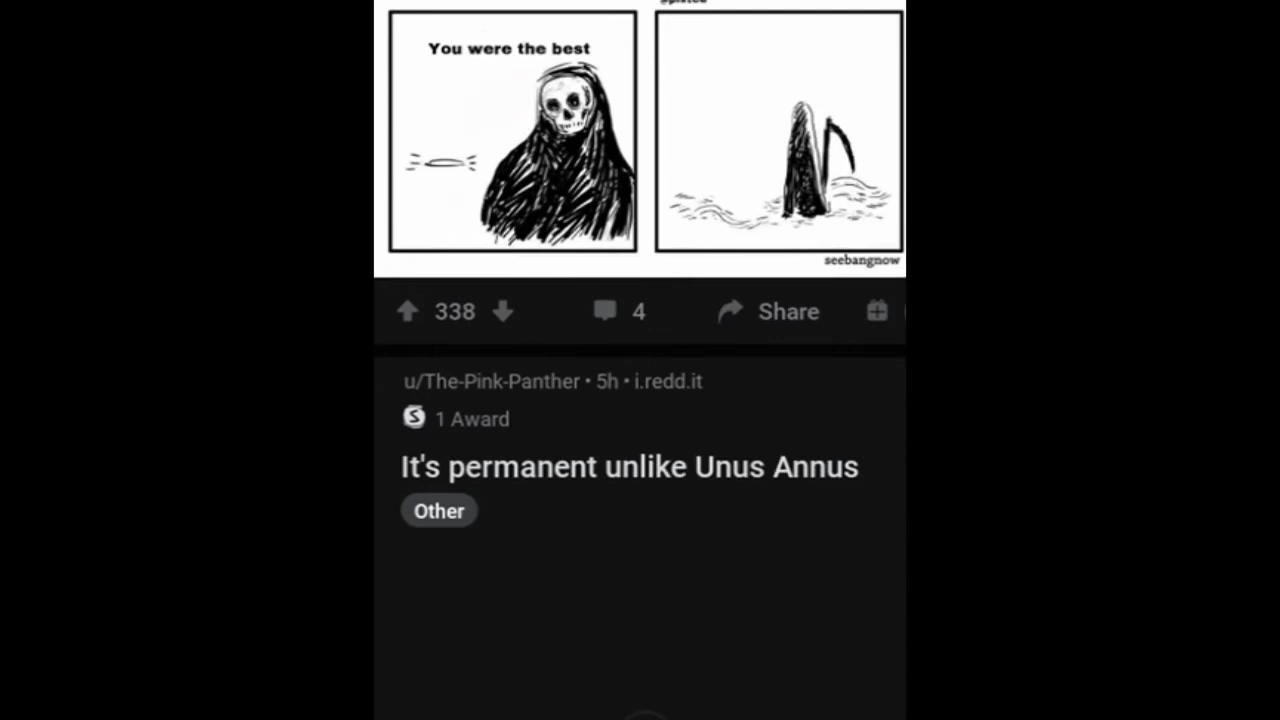 You were the best
seebangnow
338
4
Share
u/The-Pink-Panther • 5h • i.redd.it
1 Award
It's permanent unlike Unus Annus
Other